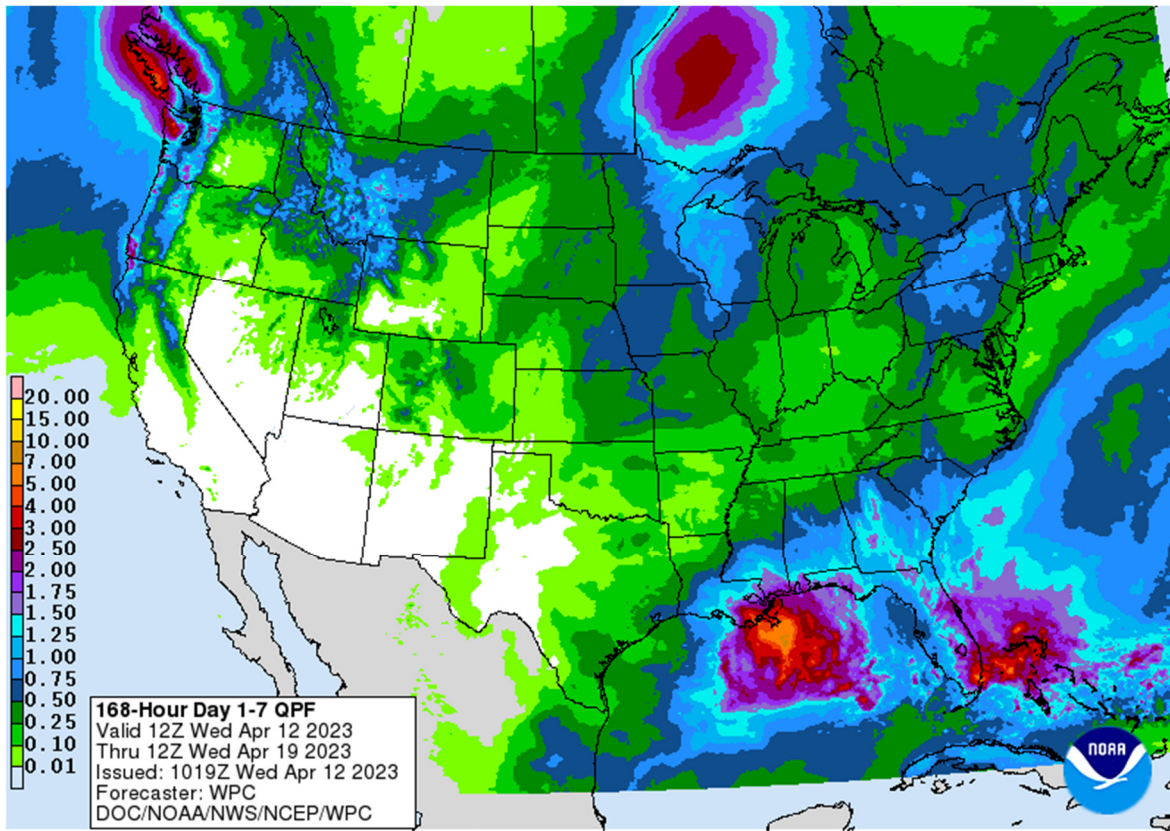 20.00
15.00
10.00
7.00
5.00
4.00
3.00
2.50
2.00
1.75
1.50
1.25
1.00
0.75
0.50
0.25
0.10
0.01
168-Hour Day 1-7 QPF
Valid 12Z Wed Apr 12 2023
Thru 12Z Wed Apr 19 2023
Issued: 1019Z Wed Apr 12 2023
Forecaster: WPC
DOC/NOAA/NWS/NCEP/WPC
NOAA